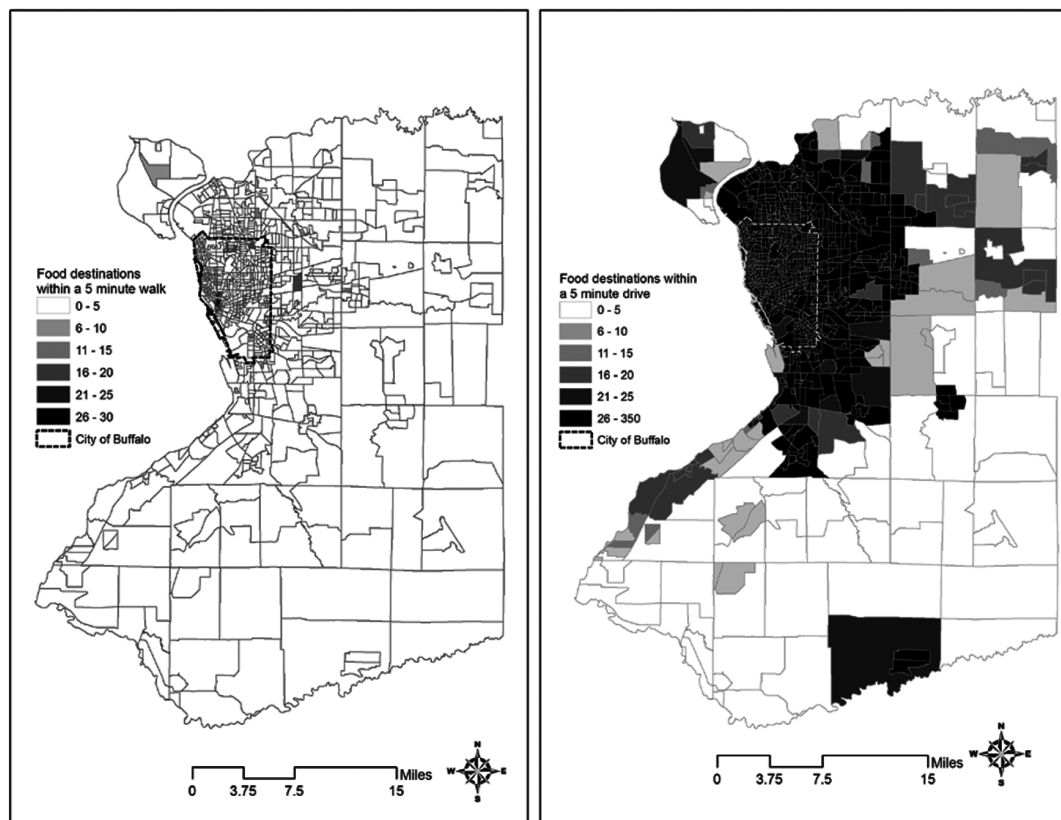 Food destinations
within a 5 minute walk
0 - 5
6 - 10
11 - 15
16 - 20
21 - 25
26 - 30
City of Buffalo
N
W E
S
Miles
0 3.75 7.5 15
Food destinations within
a 5 minute drive
0 - 5
6 - 10
11 - 15
16 - 20
21 - 25
26 - 350
City of Buffalo
N
W E
S
Miles
0 3.75 7.5 15